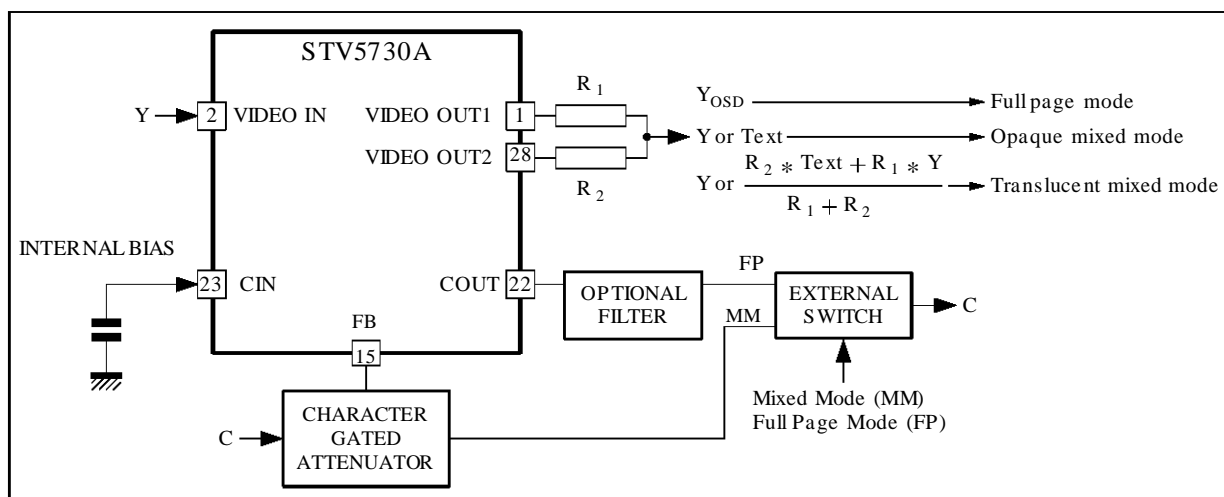 STV5730A
Y
2
VIDEO IN
VIDEO OUT1
1
R1
YOSD
Full page mode
Y or Text
Opaque mixed mode
VIDEO OUT2
28
R2
Y or
R2 * Text + R1 * Y
R1 + R2
Translucent mixed mode
INTERNAL BIAS
23
CIN
COUT
22
OPTIONAL
FILTER
FP
MM
EXTERNAL
SWITCH
C
FB
15
Mixed Mode (MM)
Full Page Mode (FP)
C
CHARACTER
GATED
ATTENUATOR